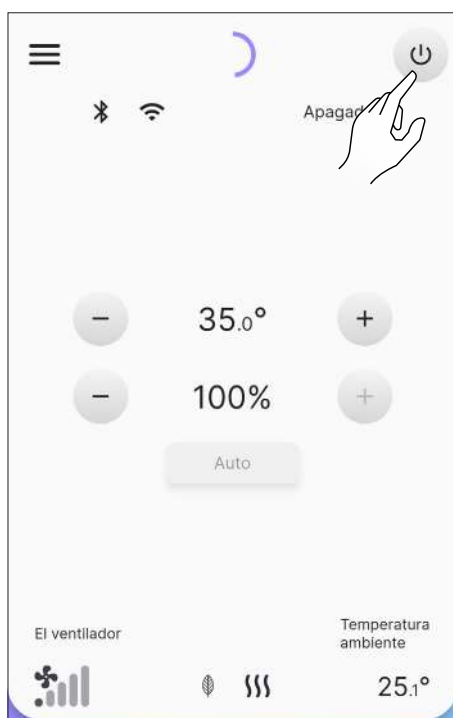 Apagad
35.0°
100%
Auto
El ventilador
Temperatura
ambiente
25.1°